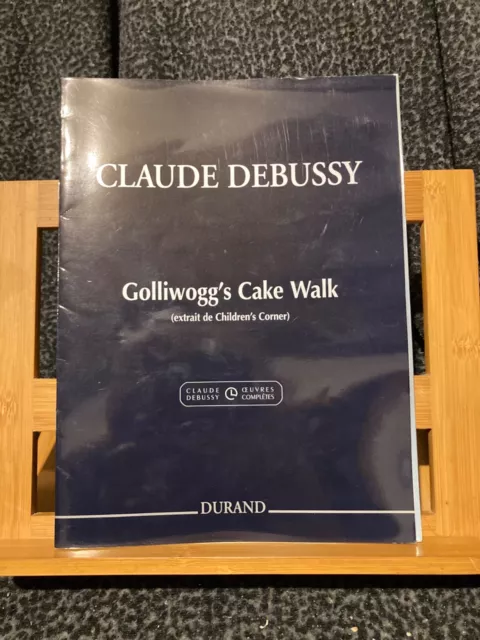 CLAUDE DEBUSSY
Golliwogg's Cake Walk
(extrait de Children's Corner)
CLAUDE DEBUSSY
ŒUVRES COMPLÈTES
DURAND